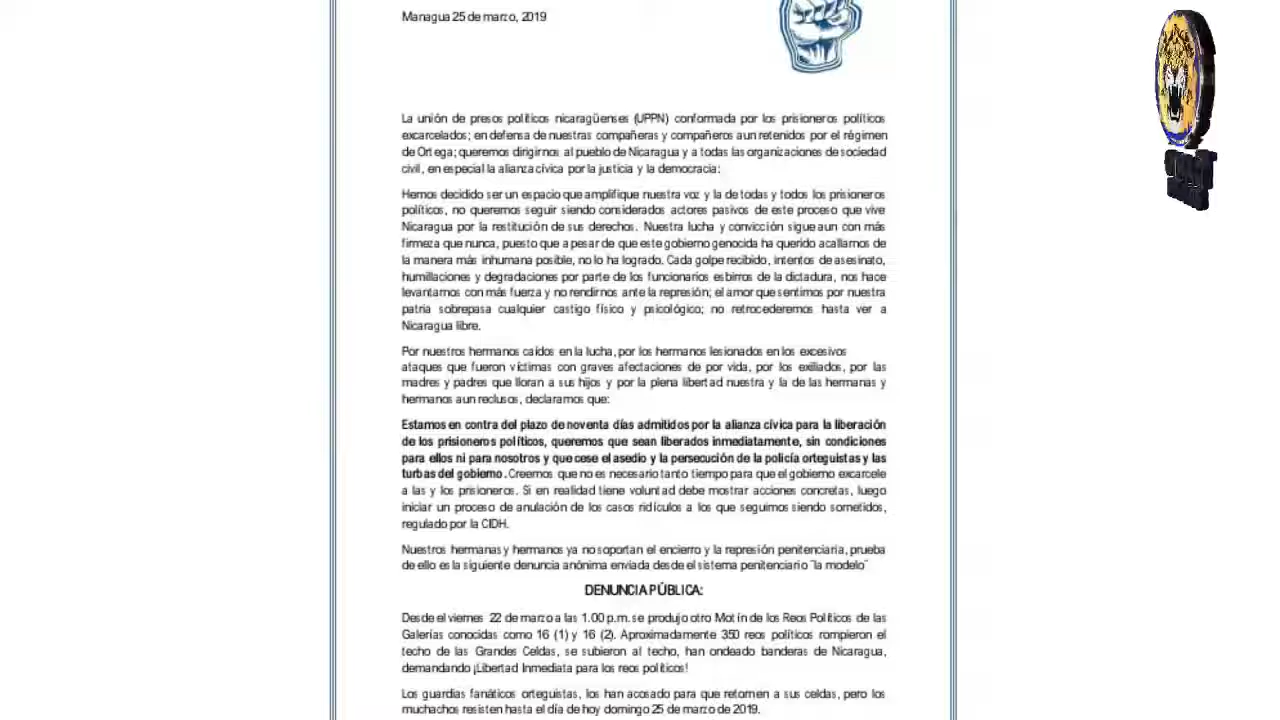 Managua 25 de marzo, 2019
La unión de presos políticos nicaragüenses (UPPN) conformada por los prisioneros políticos
excarcelados; en defensa de nuestras compañeras y compañeros aun retenidos por el régimen
de Ortega; queremos dirigirnos al pueblo de Nicaragua y a todas las organizaciones de sociedad
civil, en especial la alianza cívica por la justicia y la democracia:
Hemos decidido ser un espacio que amplifique nuestra voz y la de todas y todos los prisioneros
políticos, no queremos seguir siendo considerados actores pasivos de este proceso que vive
Nicaragua por la restitución de sus derechos. Nuestra lucha y convicción sigue aun con más
firmeza que nunca, puesto que a pesar de que este gobierno genocida ha querido acallarnos de
la manera más inhumana posible, no lo ha logrado. Cada golpe recibido, intentos de asesinato,
humillaciones y degradaciones por parte de los funcionarios esbirros de la dictadura, nos hace
levantarnos con más fuerza y no rendirnos ante la represión; el amor que sentimos por nuestra
patria sobrepasa cualquier castigo físico y psicológico; no retrocederemos hasta ver a
Nicaragua libre.
Por nuestros hermanos caídos en la lucha, por los hermanos lesionados en los excesivos
ataques que fueron víctimas con graves afectaciones de por vida, por los exiliados, por las
madres y padres que lloran a sus hijos y por la plena libertad nuestra y la de las hermanas y
hermanos aun reclusos, declaramos que:
Estamos en contra del plazo de noventa días admitidos por la alianza cívica para la liberación
de los prisioneros políticos, queremos que sean liberados inmediatamente, sin condiciones
para ellos ni para nosotros y que cese el asedio y la persecución de la policía orteguistas y las
turbas del gobierno. Creemos que no es necesario tanto tiempo para que el gobierno excarcele
a las y los prisioneros. Si en realidad tiene voluntad debe mostrar acciones concretas, luego
iniciar un proceso de anulación de los casos ridículos a los que seguimos siendo sometidos,
regulado por la CIDH.
Nuestros hermanas y hermanos ya no soportan el encierro y la represión penitenciaria, prueba
de ello es la siguiente denuncia anónima enviada desde el sistema penitenciario ¨la modelo¨
DENUNCIA PÚBLICA:
Desde el viernes 22 de marzo a las 1.00 p.m. se produjo otro Motín de los Reos Políticos de las
Galerías conocidas como 16 (1) y 16 (2). Aproximadamente 350 reos políticos rompieron el
techo de las Grandes Celdas, se subieron al techo, han ondeado banderas de Nicaragua,
demandando ¡Libertad Inmediata para los reos políticos!
Los guardias fanáticos orteguistas, los han acosado para que retornen a sus celdas, pero los
muchachos resisten hasta el día de hoy domingo 25 de marzo de 2019.